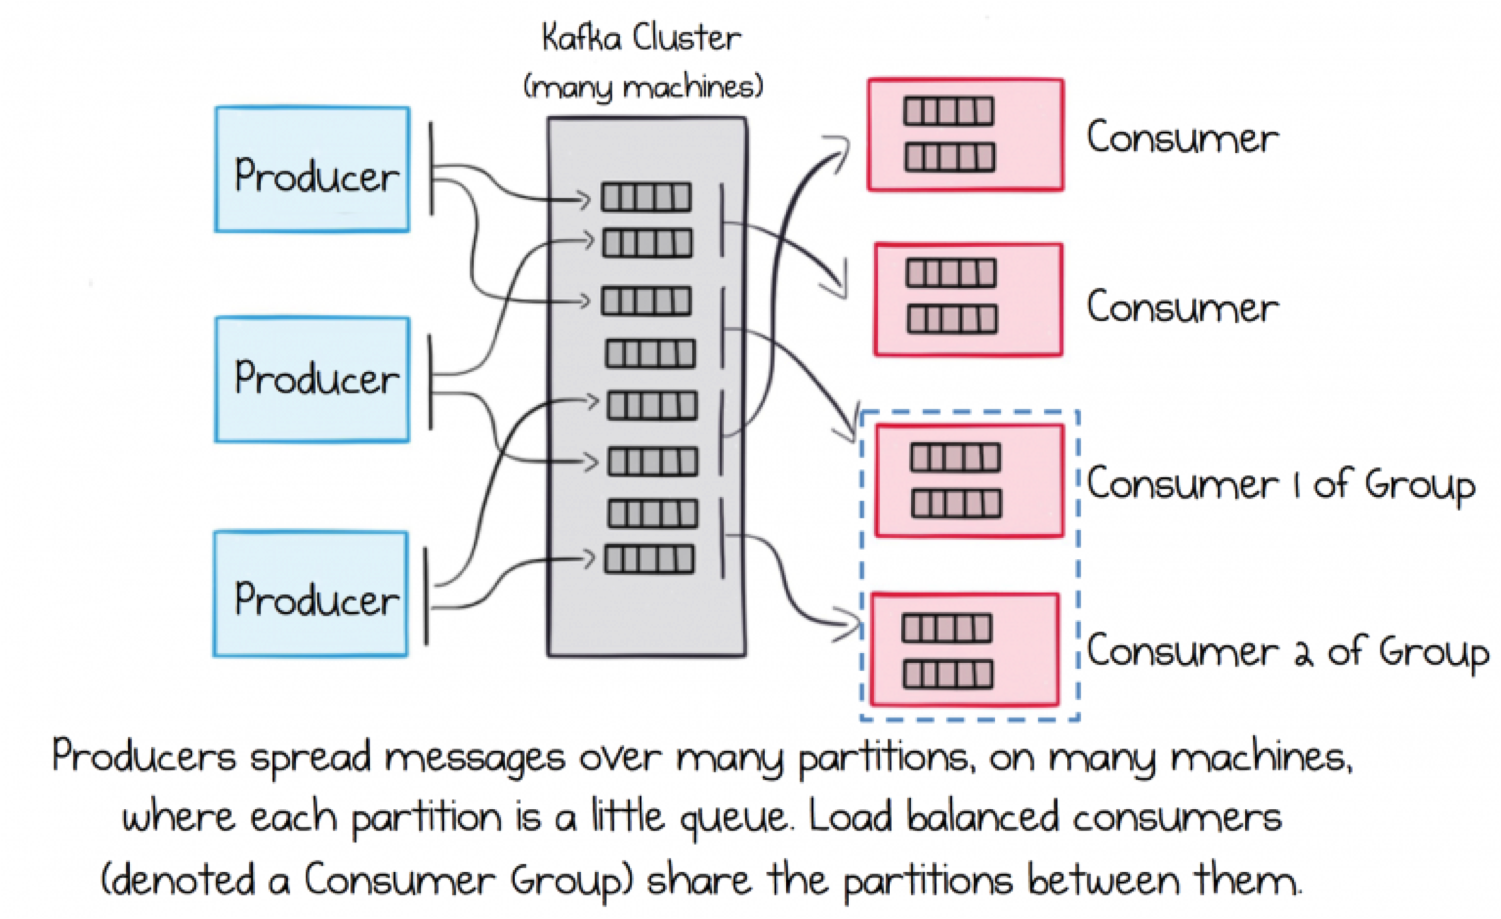 Kafka Cluster
(many machines)
Producer
Producer
Producer
Consumer
Consumer
Consumer 1 of Group
Consumer 2 of Group
Producers spread messages over many partitions, on many machines,
where each partition is a little queue. Load balanced consumers
(denoted a Consumer Group) share the partitions between them.